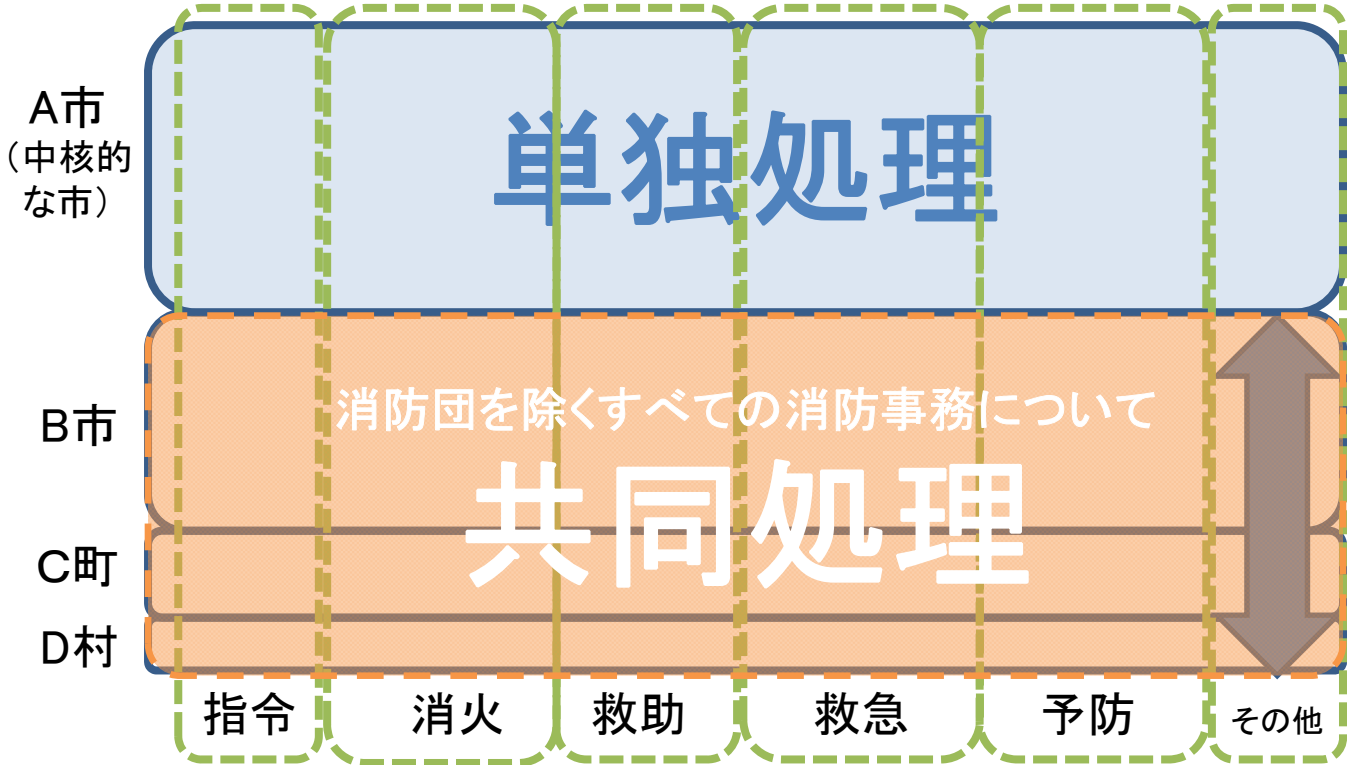 A市
（中核的
な市）
単独処理
B市
消防団を除くすべての消防事務について
共同処理
C町
D村
指令
消火
救助
救急
予防
その他